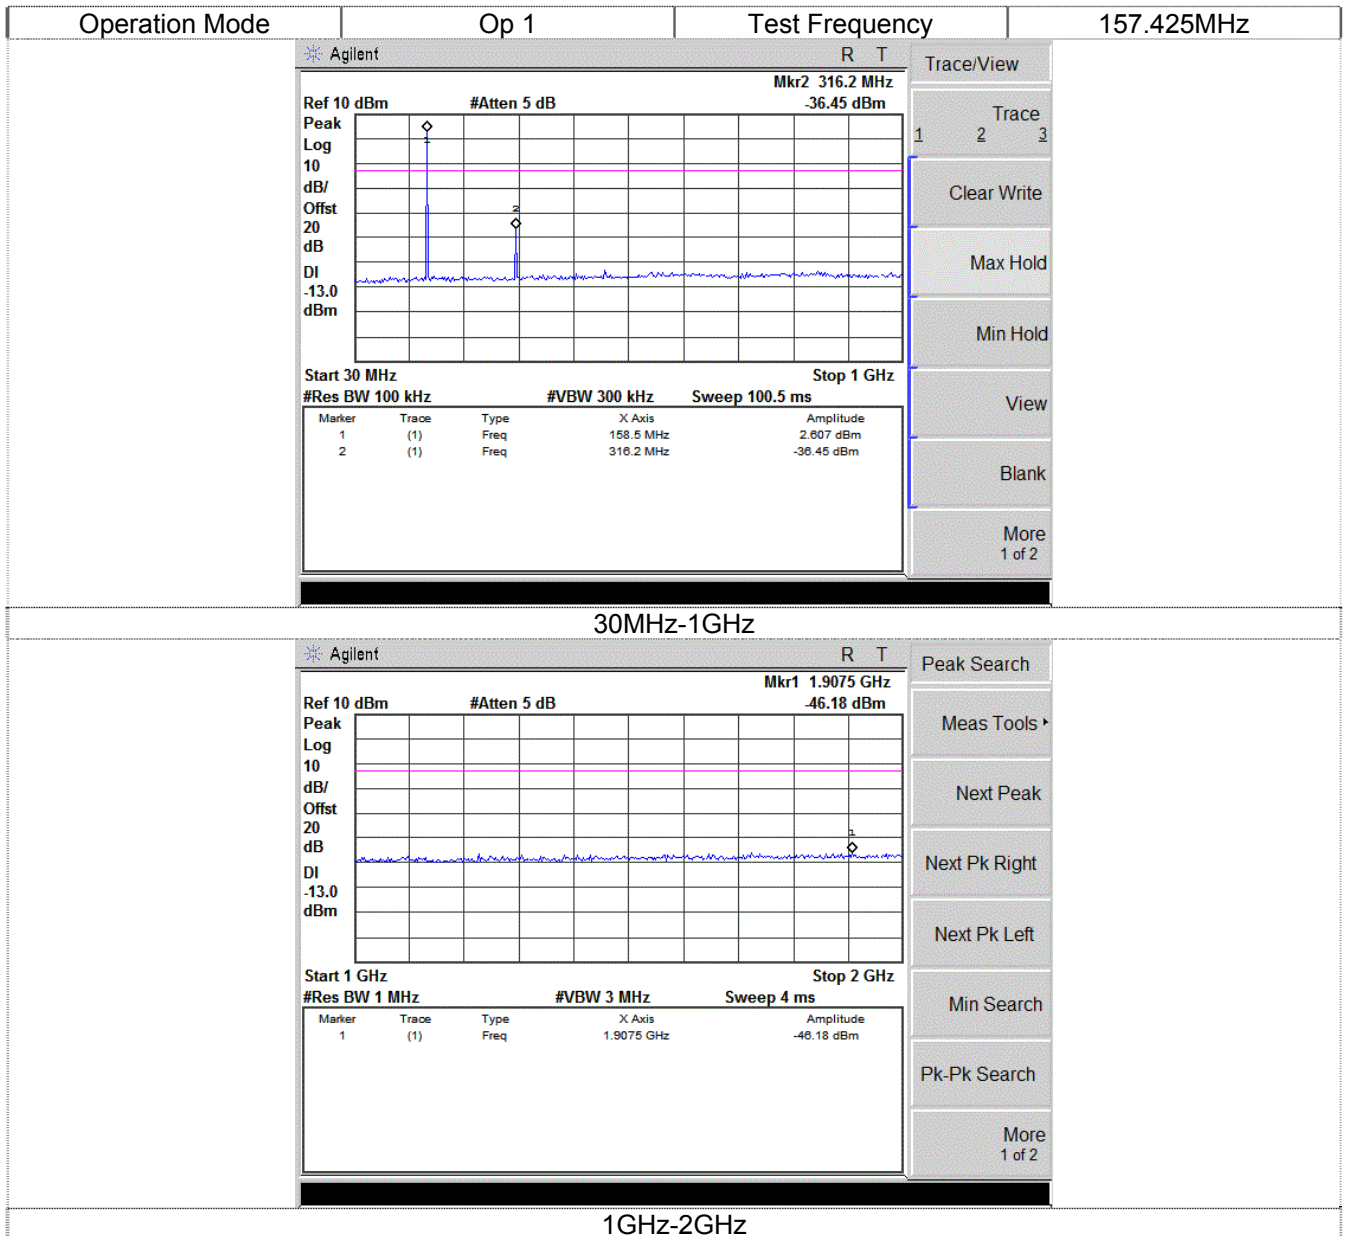 Operation Mode Op 1 Test Frequency 157.425MHz
Agilent R T Trace/View
Mkr2 316.2 MHz
Ref 10 dBm #Atten 5 dB -36.45 dBm
Peak
Log
10
dB/
Offst
20
dB
DI
-13.0
dBm
1
2
Start 30 MHz Stop 1 GHz
#Res BW 100 kHz #VBW 300 kHz Sweep 100.5 ms
Marker Trace Type X Axis Amplitude
1 (1) Freq 158.5 MHz 2.607 dBm
2 (1) Freq 316.2 MHz -36.45 dBm
Trace
1 2 3
Clear Write
Max Hold
Min Hold
View
Blank
More
1 of 2
30MHz-1GHz
Agilent R T Peak Search
Mkr1 1.9075 GHz
Ref 10 dBm #Atten 5 dB -46.18 dBm
Peak
Log
10
dB/
Offst
20
dB
DI
-13.0
dBm
1
Start 1 GHz Stop 2 GHz
#Res BW 1 MHz #VBW 3 MHz Sweep 4 ms
Marker Trace Type X Axis Amplitude
1 (1) Freq 1.9075 GHz -46.18 dBm
Meas Tools
Next Peak
Next Pk Right
Next Pk Left
Min Search
Pk-Pk Search
More
1 of 2
1GHz-2GHz